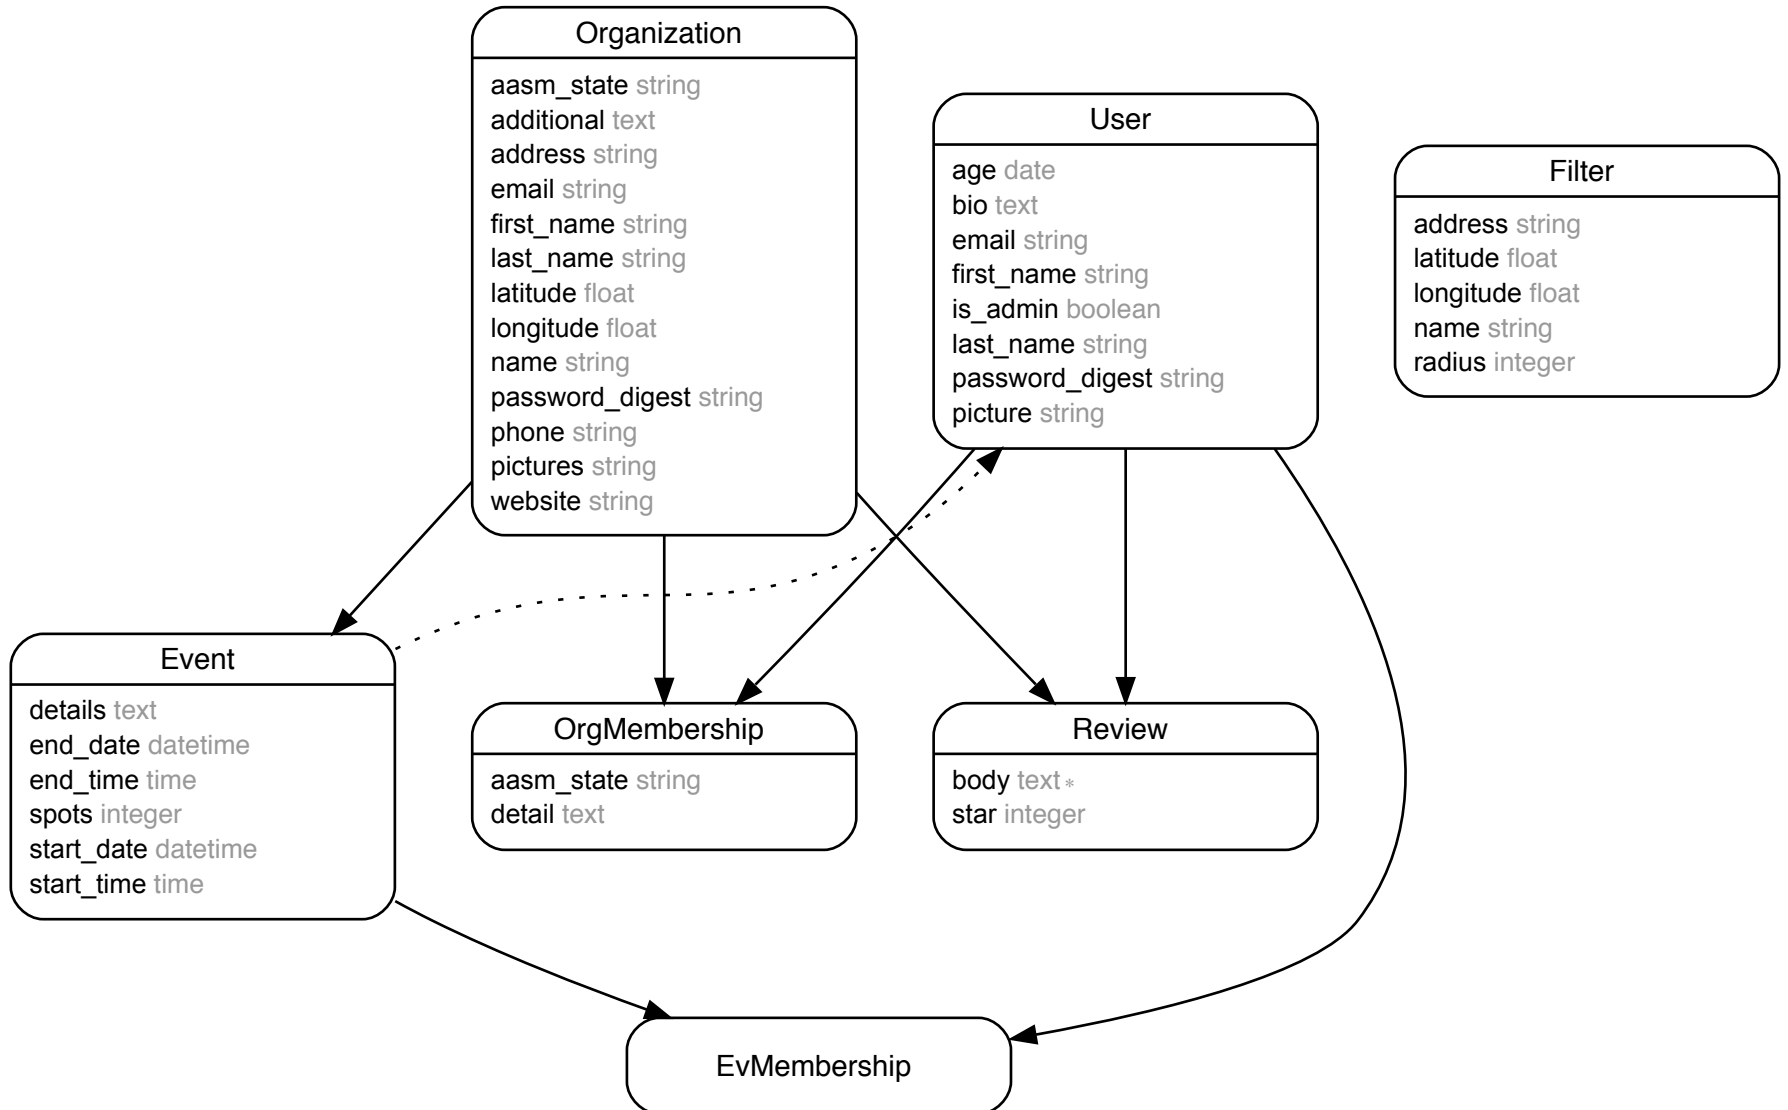 Organization
aasm_state string
additional text
address string
email string
first_name string
last_name string
latitude float
longitude float
name string
password_digest string
phone string
pictures string
website string
User
age date
bio text
email string
first_name string
is_admin boolean
last_name string
password_digest string
picture string
Filter
address string
latitude float
longitude float
name string
radius integer
Event
details text
end_date datetime
end_time time
spots integer
start_date datetime
start_time time
OrgMembership
aasm_state string
detail text
Review
body text *
star integer
EvMembership